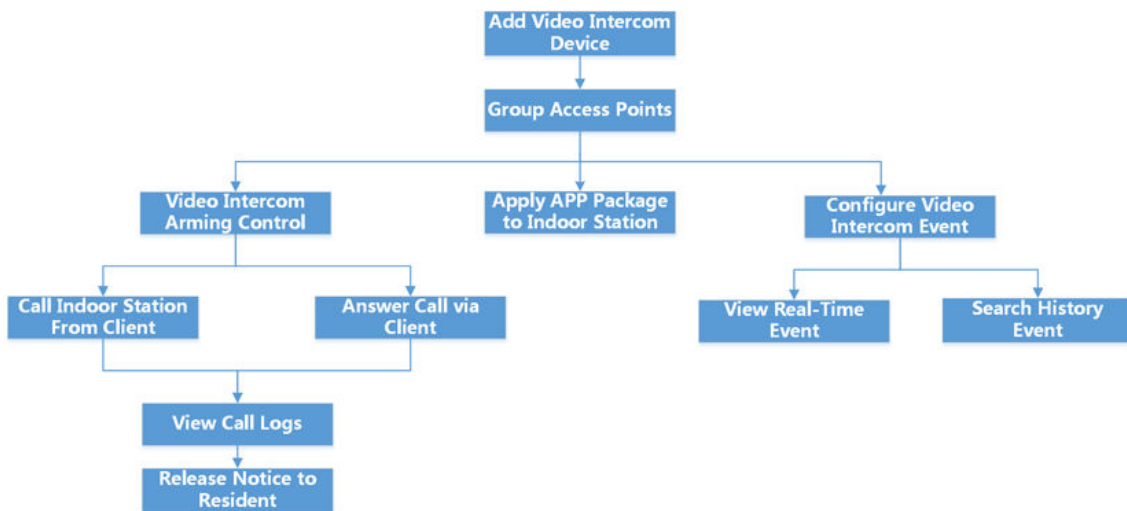 Add Video Intercom
Device
Group Access Points
Video Intercom
Arming Control
Apply APP Package
to Indoor Station
Configure Video
Intercom Event
Call Indoor Station
From Client
Answer Call via
Client
View Real-Time
Event
Search History
Event
View Call Logs
Release Notice to
Resident